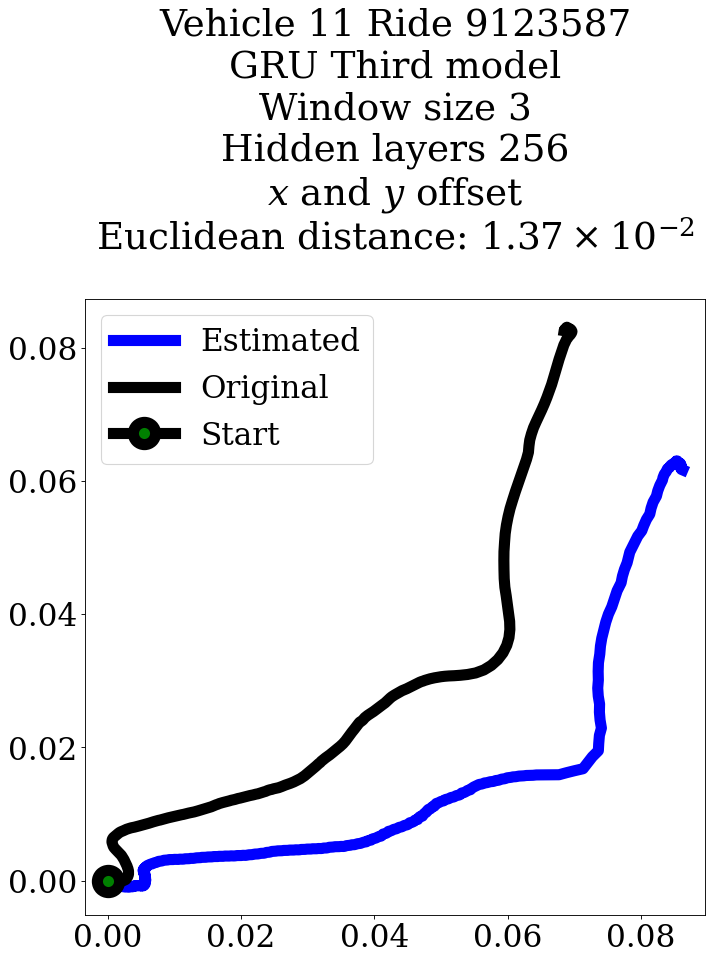 Vehicle 11 Ride 9123587
GRU Third model
Window size 3
Hidden layers 256
x and y offset
Euclidean distance: 1.37 × 10⁻²
Estimated
Original
Start
0.08
0.06
0.04
0.02
0.00
0.00 0.02 0.04 0.06 0.08